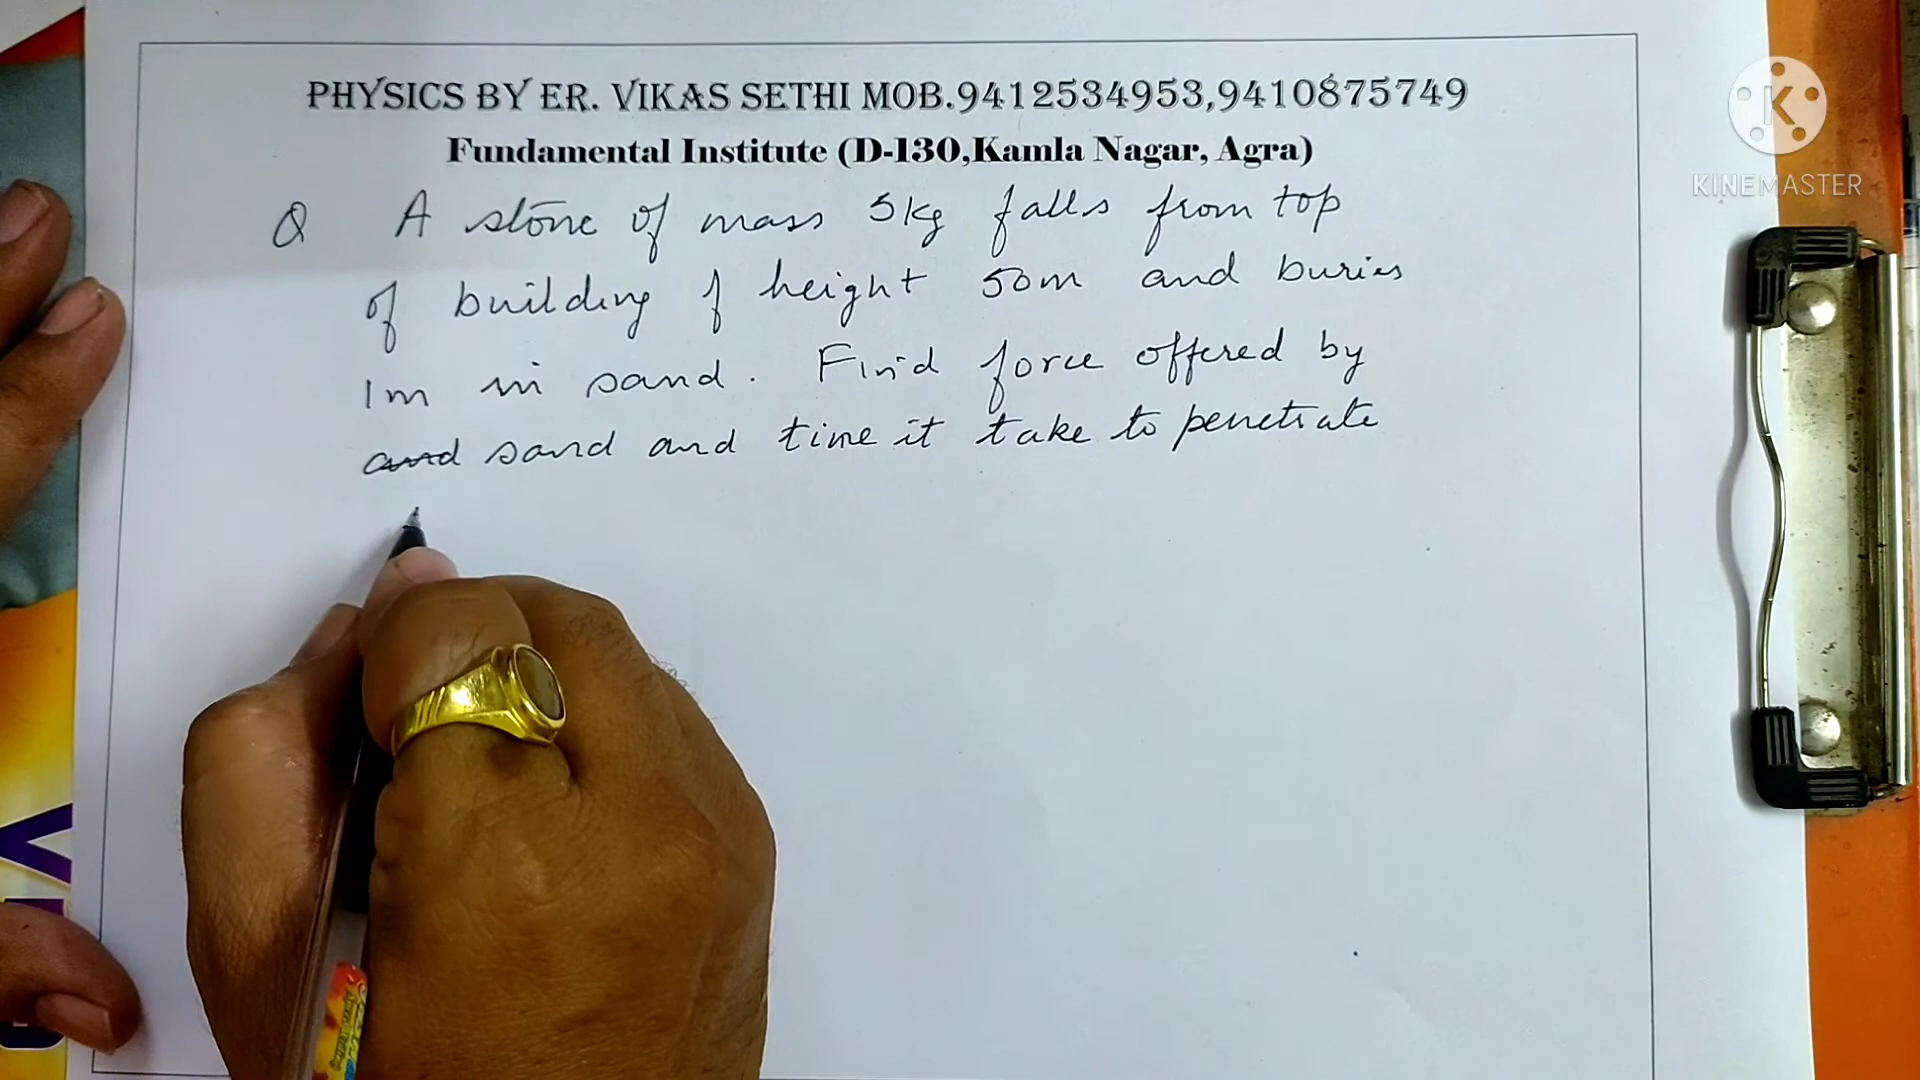 PHYSICS BY ER. VIKAS SETHI MOB.9412534953,9410875749
Fundamental Institute (D-130,Kamla Nagar, Agra)
K
KINEMASTER
Q A stone of mass 5kg falls from top
of building of height 50m and buries
1m in sand. Find force offered by
and sand and time it take to penetrate